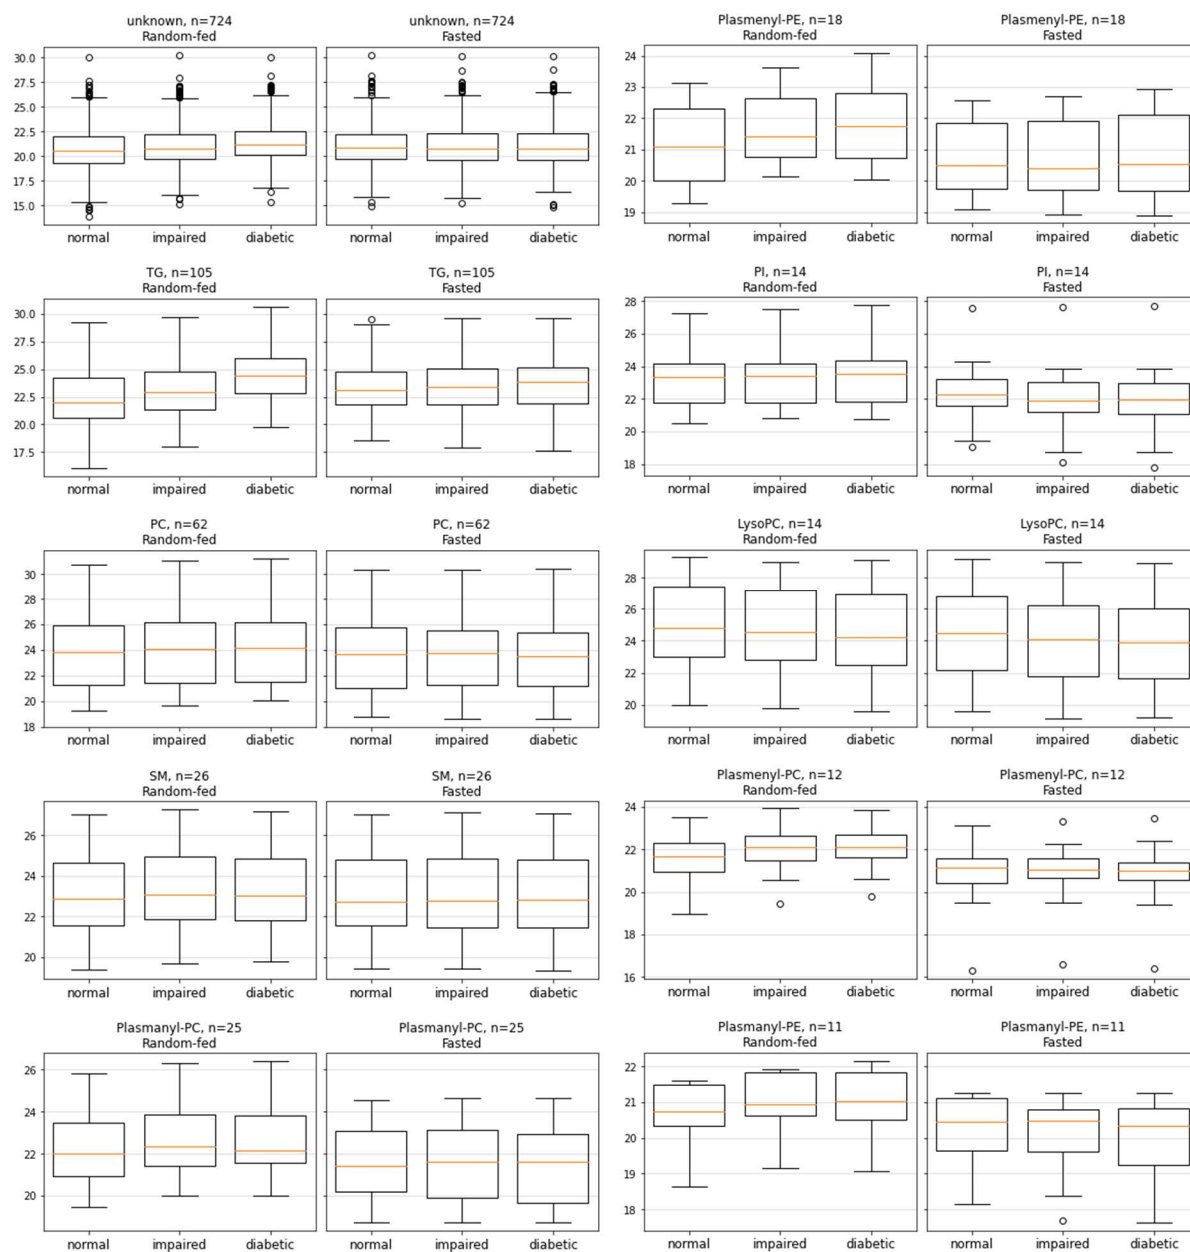 unknown, n=724
Random-fed
unknown, n=724
Fasted
30.0
27.5
25.0
22.5
20.0
17.5
15.0
normal impaired diabetic
normal impaired diabetic
Plasmenyl-PE, n=18
Random-fed
Plasmenyl-PE, n=18
Fasted
24
23
22
21
20
19
normal impaired diabetic
normal impaired diabetic
TG, n=105
Random-fed
TG, n=105
Fasted
30.0
27.5
25.0
22.5
20.0
17.5
normal impaired diabetic
normal impaired diabetic
PI, n=14
Random-fed
PI, n=14
Fasted
28
26
24
22
20
18
normal impaired diabetic
normal impaired diabetic
PC, n=62
Random-fed
PC, n=62
Fasted
30
28
26
24
22
20
18
normal impaired diabetic
normal impaired diabetic
LysoPC, n=14
Random-fed
LysoPC, n=14
Fasted
28
26
24
22
20
normal impaired diabetic
normal impaired diabetic
SM, n=26
Random-fed
SM, n=26
Fasted
26
24
22
20
normal impaired diabetic
normal impaired diabetic
Plasmenyl-PC, n=12
Random-fed
Plasmenyl-PC, n=12
Fasted
24
22
20
18
16
normal impaired diabetic
normal impaired diabetic
Plasmanyl-PC, n=25
Random-fed
Plasmanyl-PC, n=25
Fasted
26
24
22
20
normal impaired diabetic
normal impaired diabetic
Plasmanyl-PE, n=11
Random-fed
Plasmanyl-PE, n=11
Fasted
22
21
20
19
18
normal impaired diabetic
normal impaired diabetic